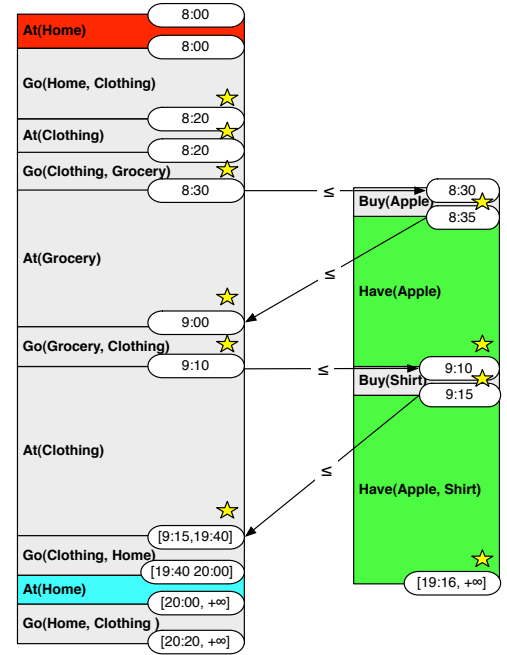 8:00
At(Home)
8:00
Go(Home, Clothing)
8:20
At(Clothing)
8:20
Go(Clothing, Grocery)
8:30
≤
8:30
Buy(Apple)
8:35
At(Grocery)
≤
Have(Apple)
9:00
Go(Grocery, Clothing)
9:10
≤
9:10
Buy(Shirt)
9:15
At(Clothing)
≤
Have(Apple, Shirt)
[9:15,19:40]
Go(Clothing, Home)
[19:40 20:00]
[19:16, +∞]
At(Home)
[20:00, +∞]
Go(Home, Clothing )
[20:20, +∞]